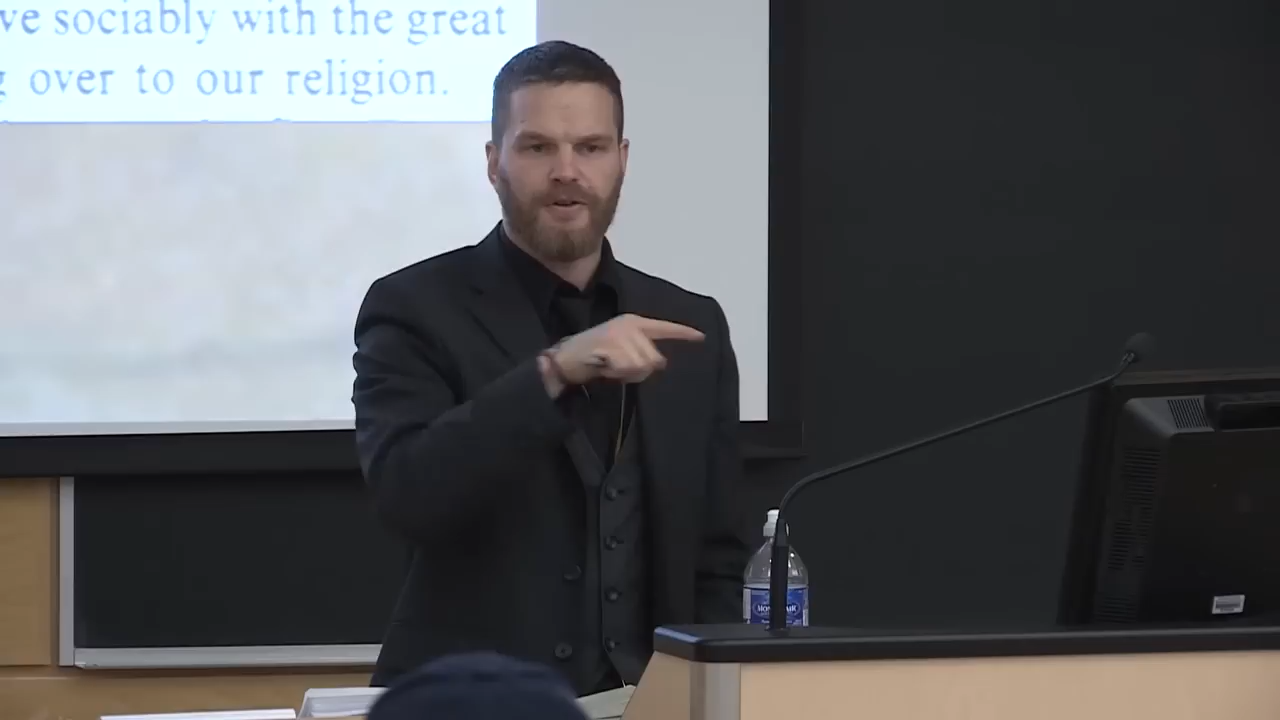 ve sociably with the great
g over to our religion.